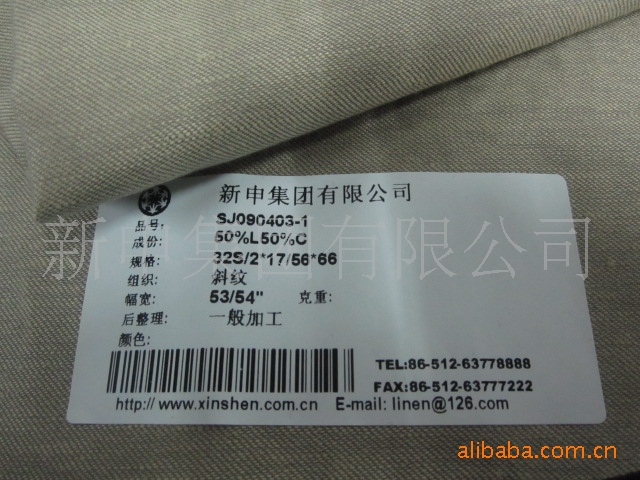 新申集团有限公司
品号: SJ090403-1
成份: 50%L50%C
规格: 32S/2*17/56*66
组织: 斜纹
幅宽: 53/54" 克重:
后整理: 一般加工
颜色:
TEL:86-512-63778888
FAX:86-512-63777222
http://www.xinshen.com.cn E-mail: linen@126.com
新申集团有限公司
alibaba.com.cn